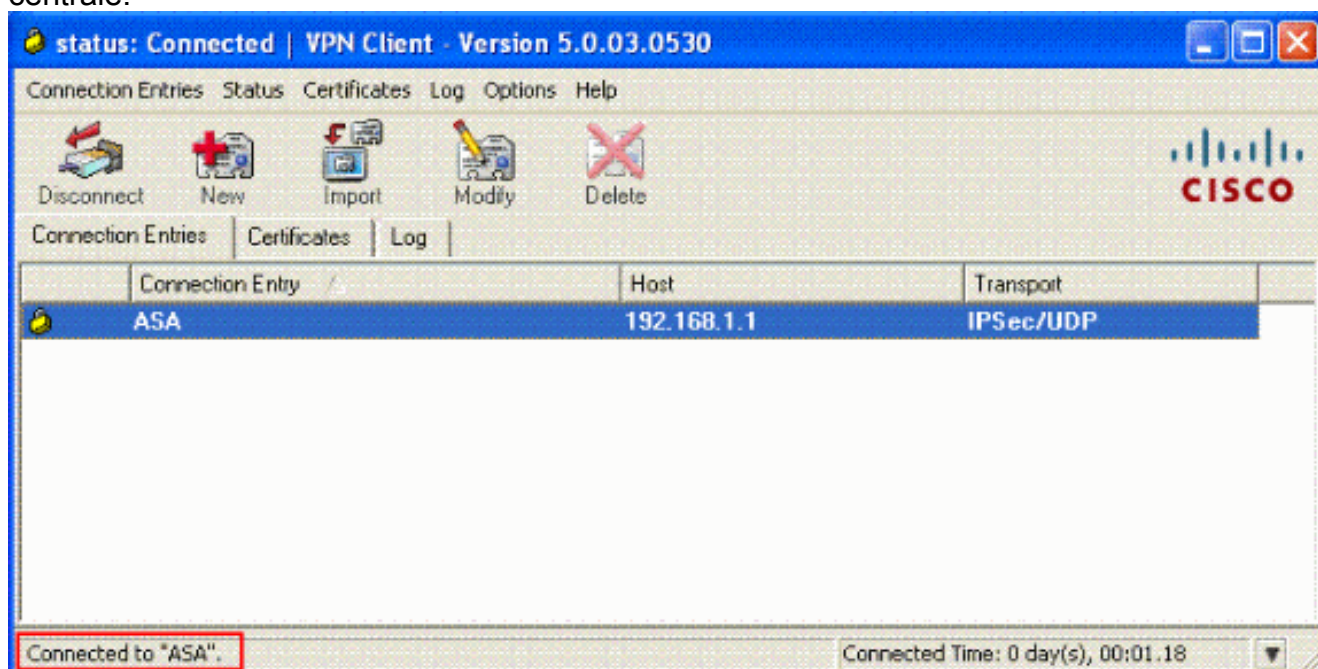 centrale.
status: Connected | VPN Client - Version 5.0.03.0530
Connection Entries Status Certificates Log Options Help
Disconnect New Import Modify Delete
CISCO
Connection Entries Certificates Log
Connection Entry Host Transport
ASA 192.168.1.1 IPSec/UDP
Connected to "ASA". Connected Time: 0 day(s), 00:01.18